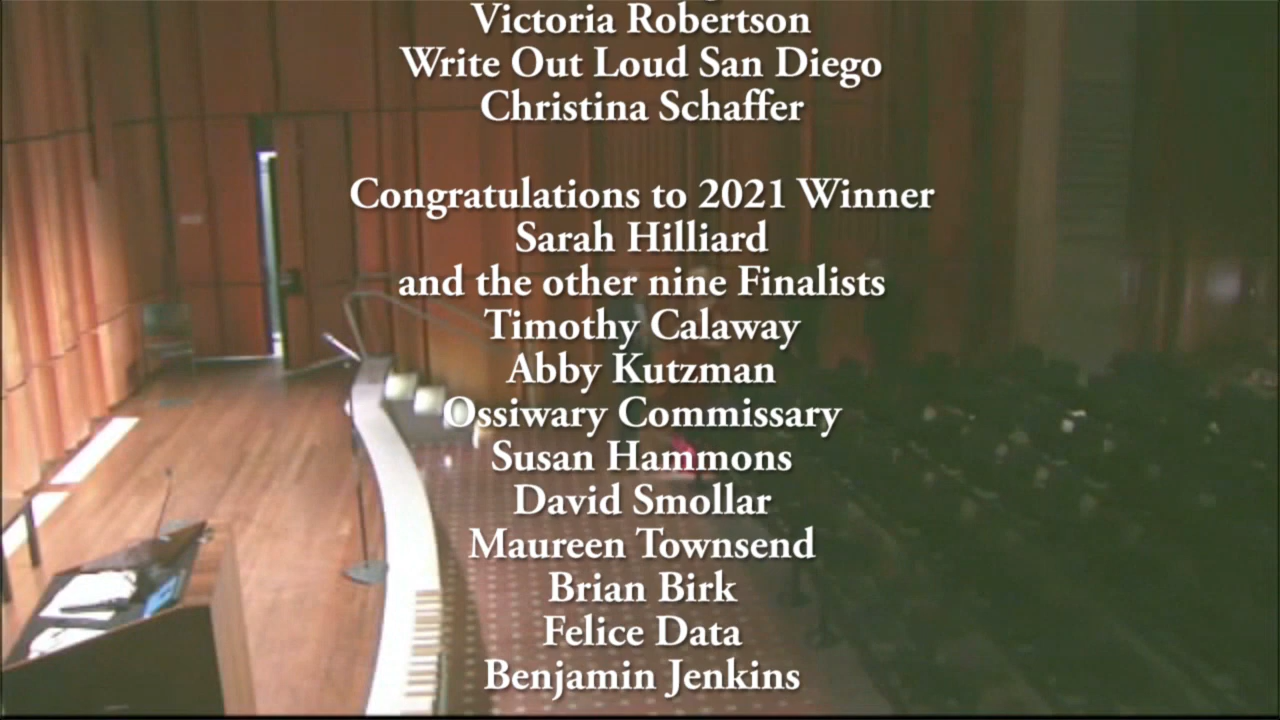 Victoria Robertson
Write Out Loud San Diego
Christina Schaffer
Congratulations to 2021 Winner
Sarah Hilliard
and the other nine Finalists
Timothy Calaway
Abby Kutzman
Ossiwary Commissary
Susan Hammons
David Smollar
Maureen Townsend
Brian Birk
Felice Data
Benjamin Jenkins